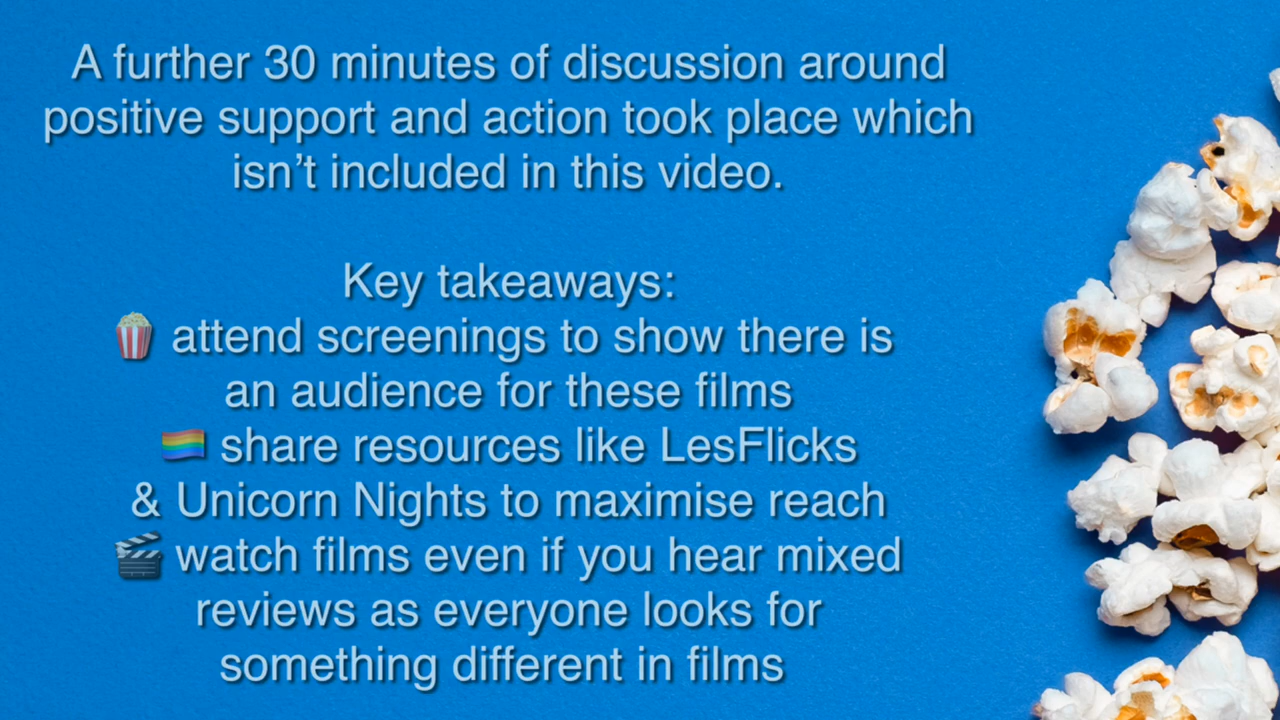 A further 30 minutes of discussion around
positive support and action took place which
isn’t included in this video.
Key takeaways:
🍿 attend screenings to show there is
an audience for these films
🏳️‍🌈 share resources like LesFlicks
& Unicorn Nights to maximise reach
🎬 watch films even if you hear mixed
reviews as everyone looks for
something different in films